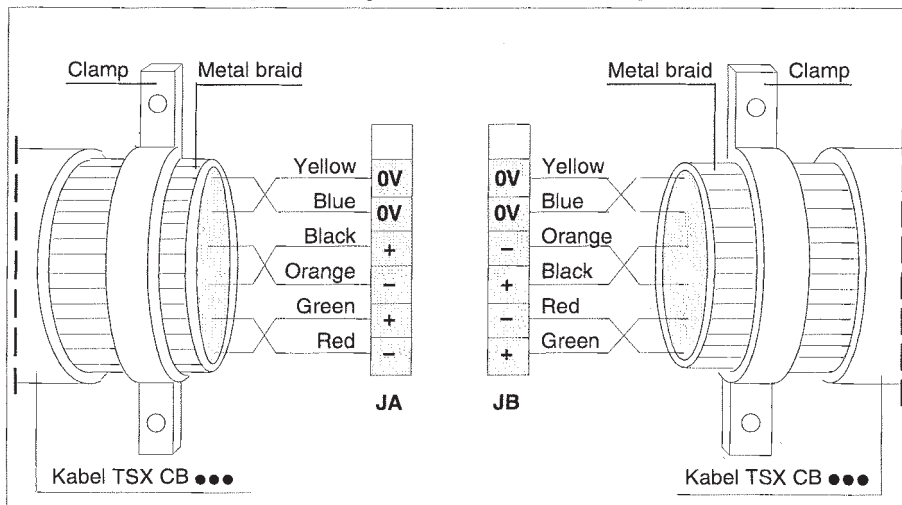 Clamp Metal braid Metal braid Clamp
Yellow 0V 0V Yellow
Blue 0V 0V Blue
Black + – Orange
Orange – + Black
Green + – Red
Red – + Green
JA JB
Kabel TSX CB ●●● Kabel TSX CB ●●●